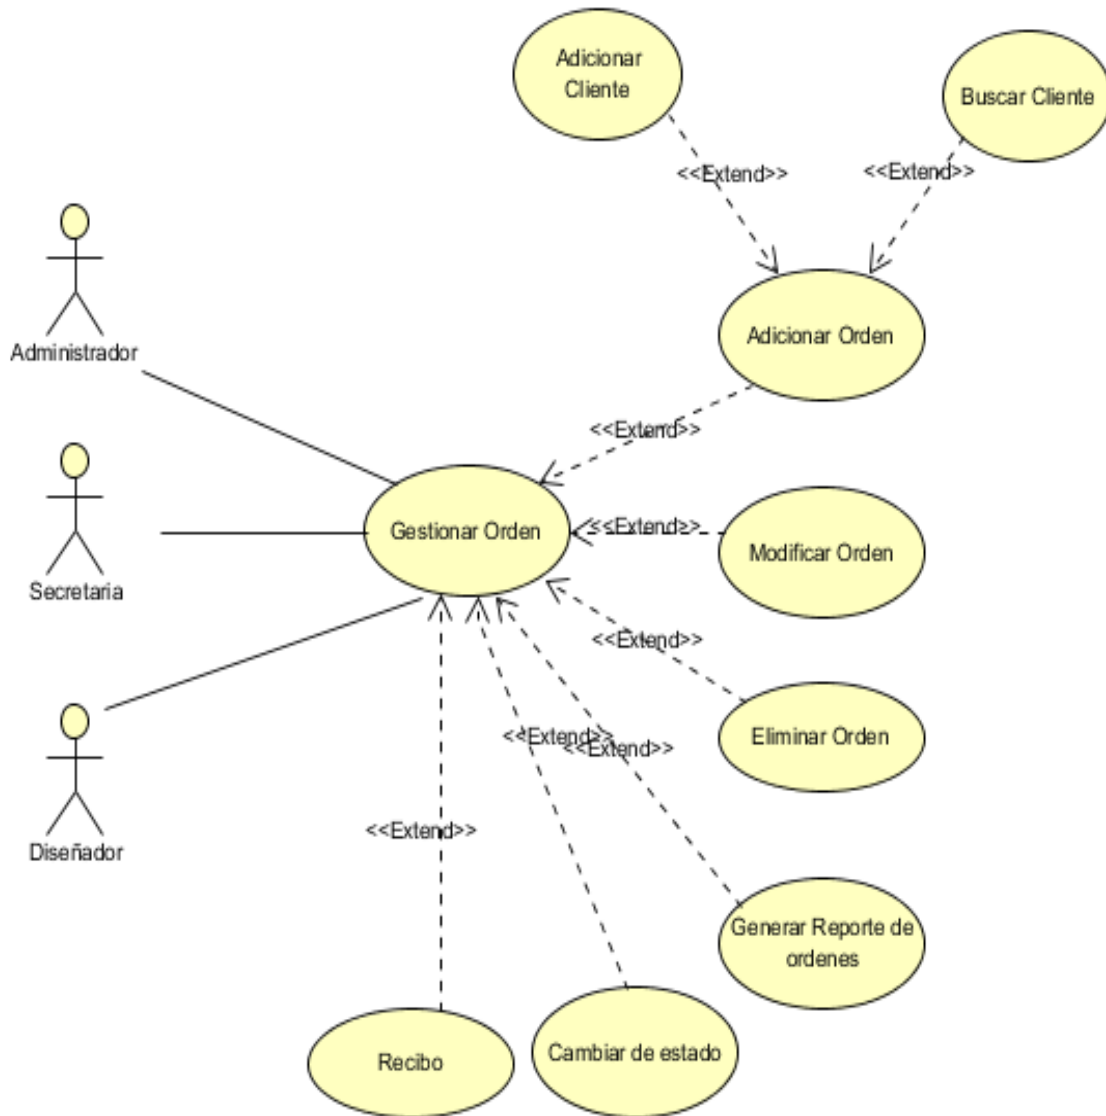 Adicionar
Cliente
Buscar Cliente
<<Extend>>
<<Extend>>
Administrador
Adicionar Orden
<<Extend>>
Gestionar Orden
<<Extend>>
Modificar Orden
Secretaria
<<Extend>>
<<Extend>>
<<Extend>>
Eliminar Orden
<<Extend>>
Diseñador
Generar Reporte de
ordenes
Recibo
Cambiar de estado